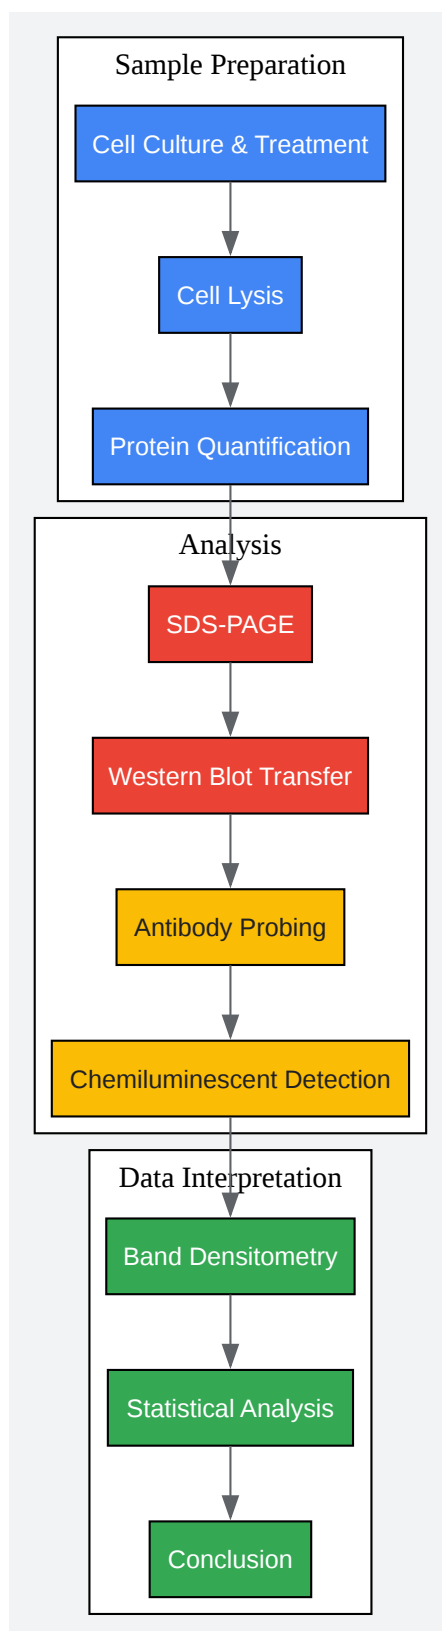 Sample Preparation
Cell Culture & Treatment
Cell Lysis
Protein Quantification
Analysis
SDS-PAGE
Western Blot Transfer
Antibody Probing
Chemiluminescent Detection
Data Interpretation
Band Densitometry
Statistical Analysis
Conclusion